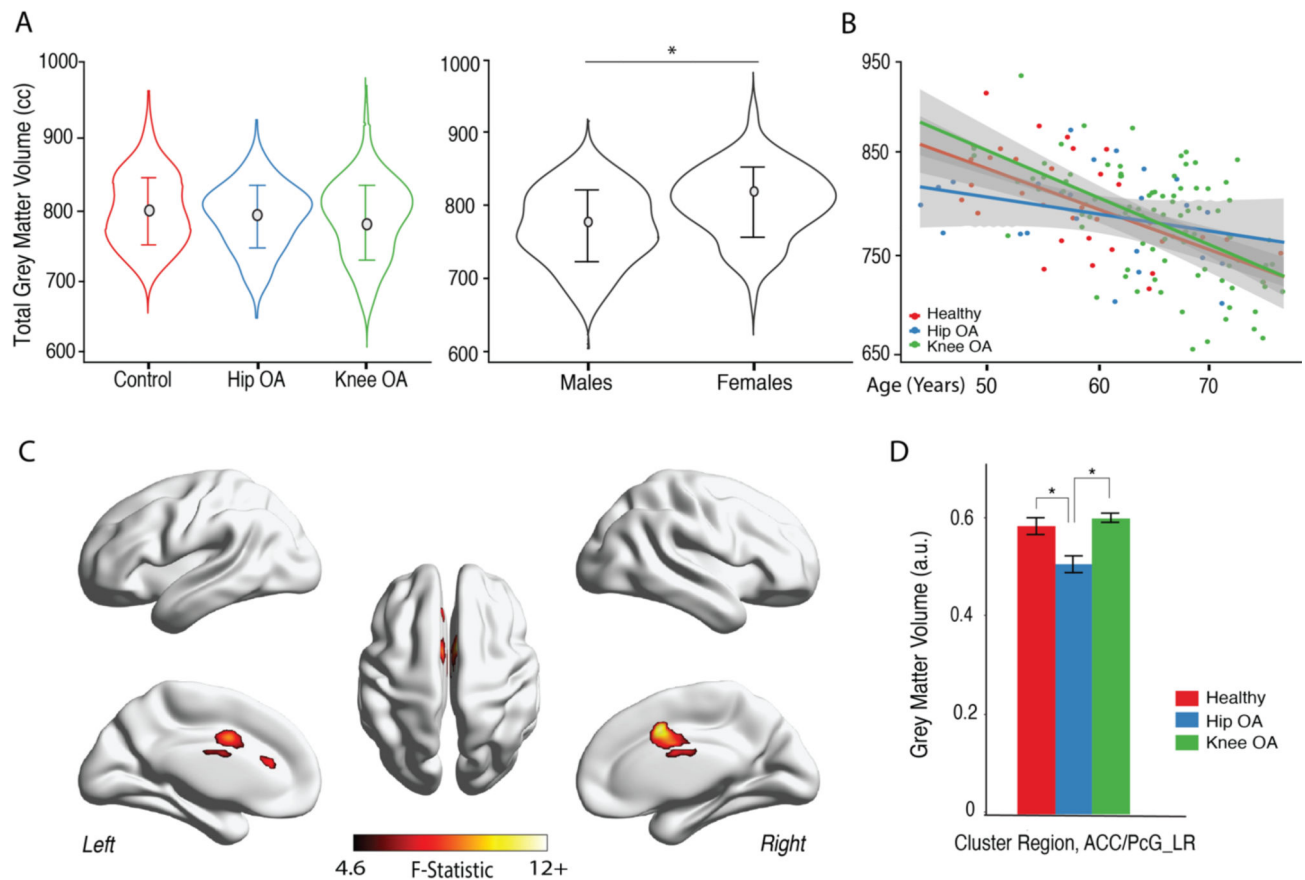 A
B
Total Grey Matter Volume (cc)
1000
900
800
700
600
Control
Hip OA
Knee OA
1000
900
800
700
600
*
Males
Females
950
850
750
650
Healthy
Hip OA
Knee OA
Age (Years)
50
60
70
C
Left
Right
4.6
F-Statistic
12+
D
Grey Matter Volume (a.u.)
0.6
0.4
0.2
0
*
*
Healthy
Hip OA
Knee OA
Cluster Region, ACC/PcG_LR